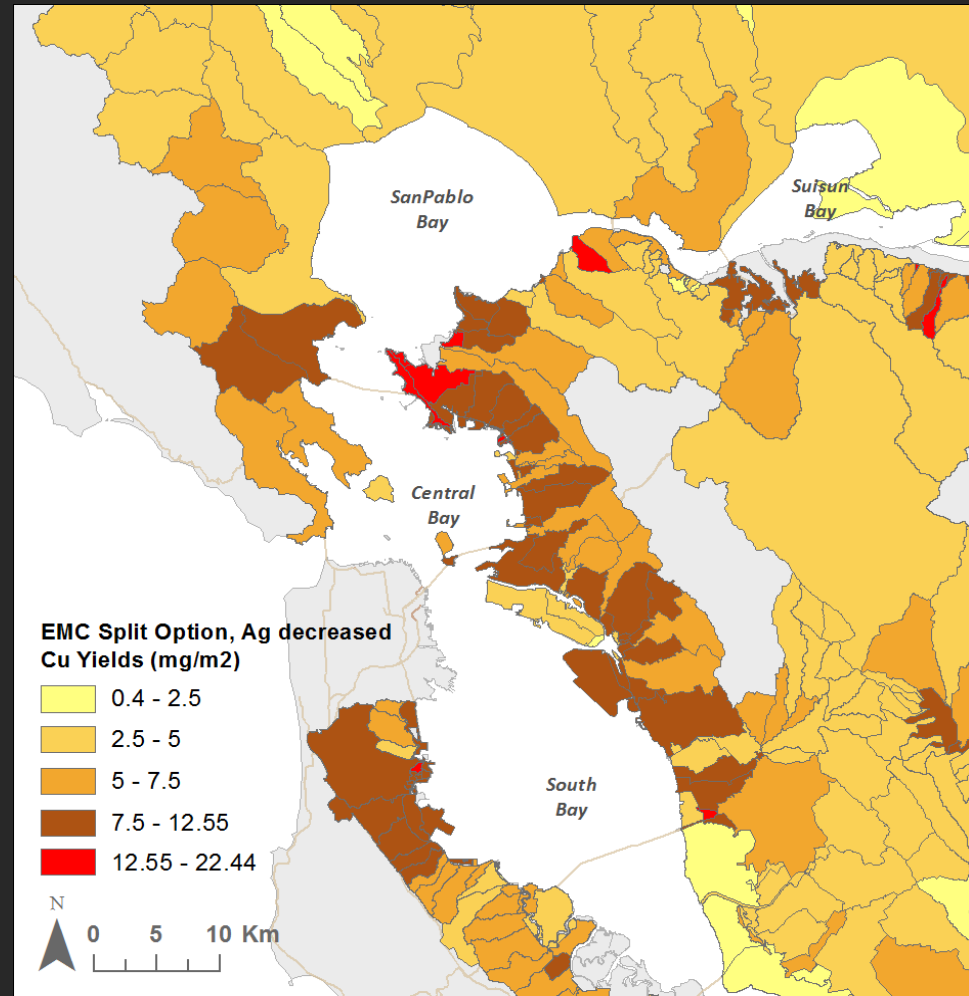 SanPablo
Bay
Suisun
Bay
Central
Bay
South
Bay
EMC Split Option, Ag decreased
Cu Yields (mg/m2)
0.4 - 2.5
2.5 - 5
5 - 7.5
7.5 - 12.55
12.55 - 22.44
N
0 5 10 Km